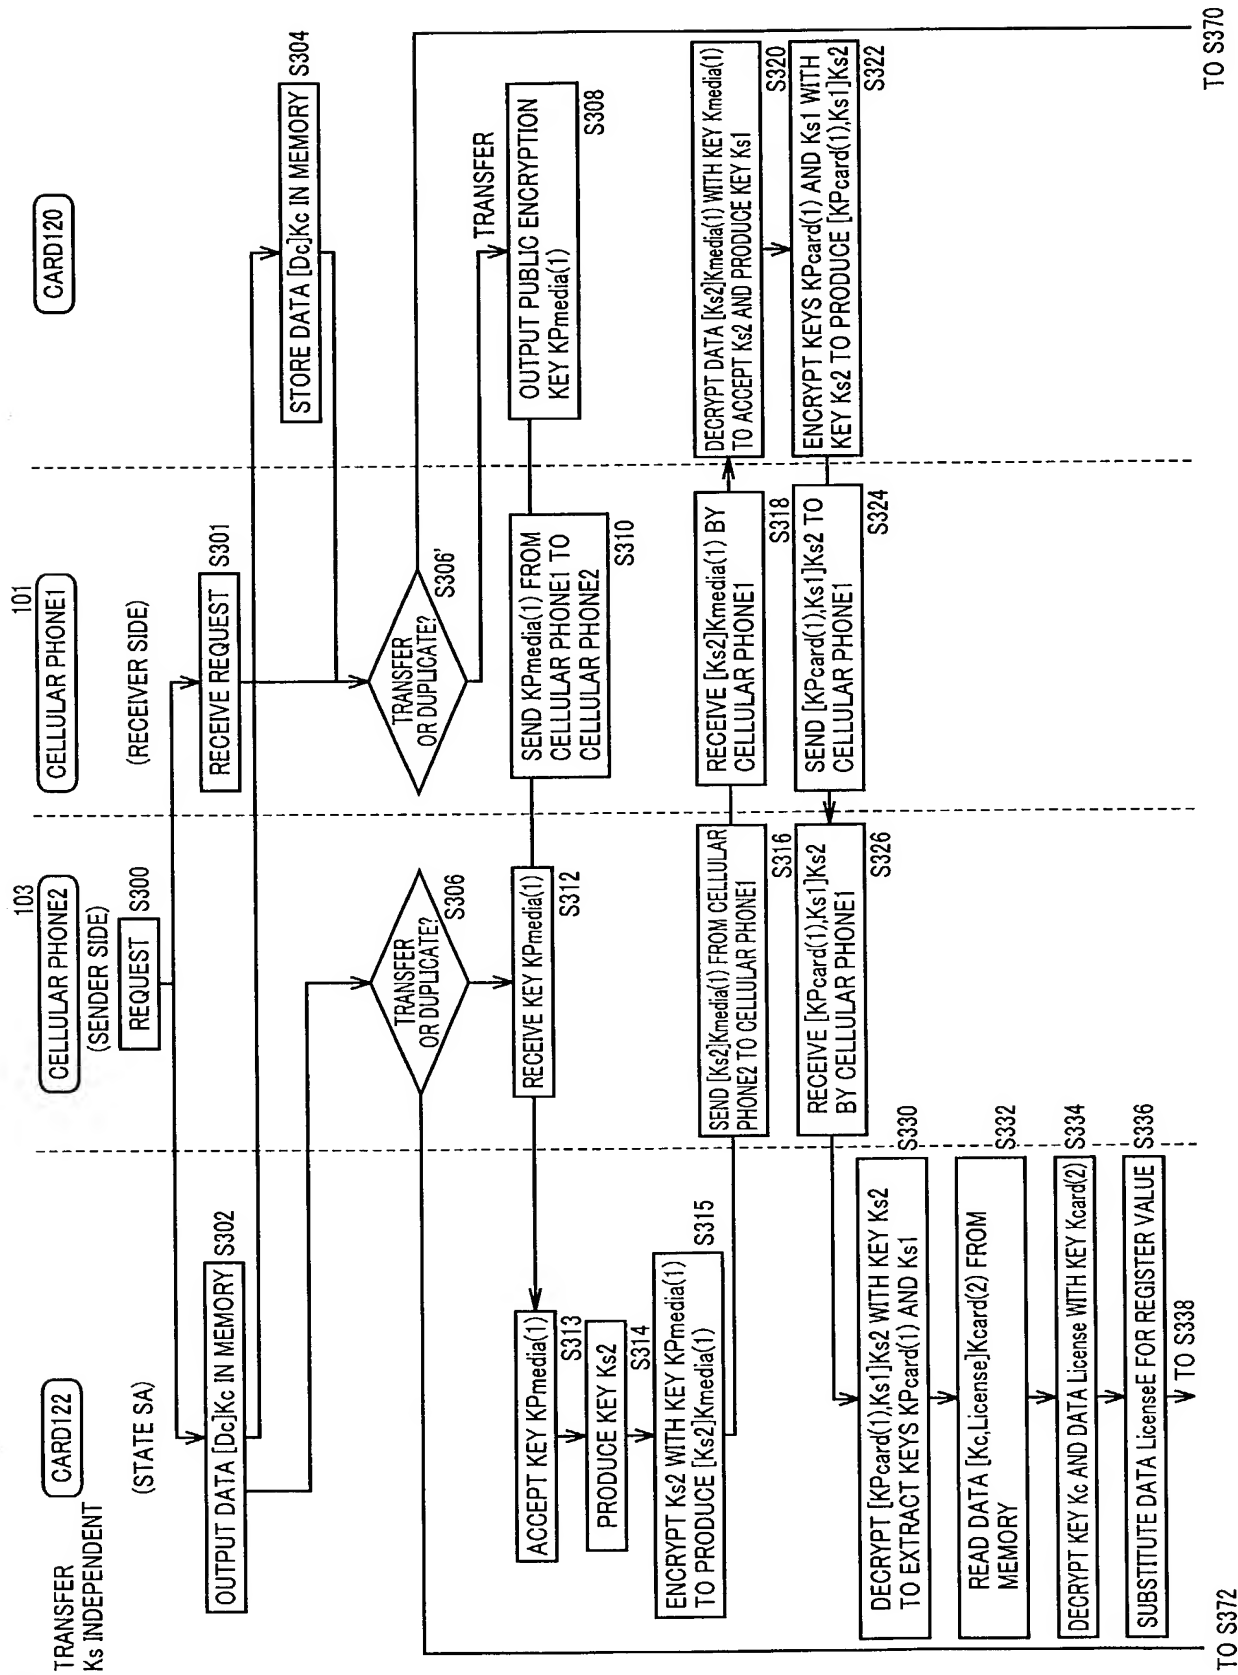 TRANSFER
Ks INDEPENDENT
CARD122
(STATE SA)
103
CELLULAR PHONE2
(SENDER SIDE)
101
CELLULAR PHONE1
(RECEIVER SIDE)
CARD120
REQUEST
S300
RECEIVE REQUEST
S301
OUTPUT DATA [Dc]Kc IN MEMORY
S302
STORE DATA [Dc]Kc IN MEMORY
S304
TRANSFER
OR DUPLICATE?
S306
TRANSFER
OR DUPLICATE?
S306'
TRANSFER
OUTPUT PUBLIC ENCRYPTION
KEY KPmedia(1)
S308
SEND KPmedia(1) FROM
CELLULAR PHONE1 TO
CELLULAR PHONE2
S310
RECEIVE KEY KPmedia(1)
S312
ACCEPT KEY KPmedia(1)
S313
PRODUCE KEY Ks2
S314
ENCRYPT Ks2 WITH KEY KPmedia(1)
TO PRODUCE [Ks2]Kmedia(1)
S315
SEND [Ks2]Kmedia(1) FROM CELLULAR
PHONE2 TO CELLULAR PHONE1
S316
RECEIVE [Ks2]Kmedia(1) BY
CELLULAR PHONE1
S318
DECRYPT DATA [Ks2]Kmedia(1) WITH KEY Kmedia(1)
TO ACCEPT Ks2 AND PRODUCE KEY Ks1
S320
ENCRYPT KEYS KPcard(1) AND Ks1 WITH
KEY Ks2 TO PRODUCE [KPcard(1),Ks1]Ks2
S322
SEND [KPcard(1),Ks1]Ks2 TO
CELLULAR PHONE1
S324
RECEIVE [KPcard(1),Ks1]Ks2
BY CELLULAR PHONE1
S326
DECRYPT [KPcard(1),Ks1]Ks2 WITH KEY Ks2
TO EXTRACT KEYS KPcard(1) AND Ks1
S330
READ DATA [Kc,License]Kcard(2) FROM
MEMORY
S332
DECRYPT KEY Kc AND DATA License WITH KEY Kcard(2)
S334
SUBSTITUTE DATA LicenseE FOR REGISTER VALUE
S336
TO S338
TO S372
TO S370